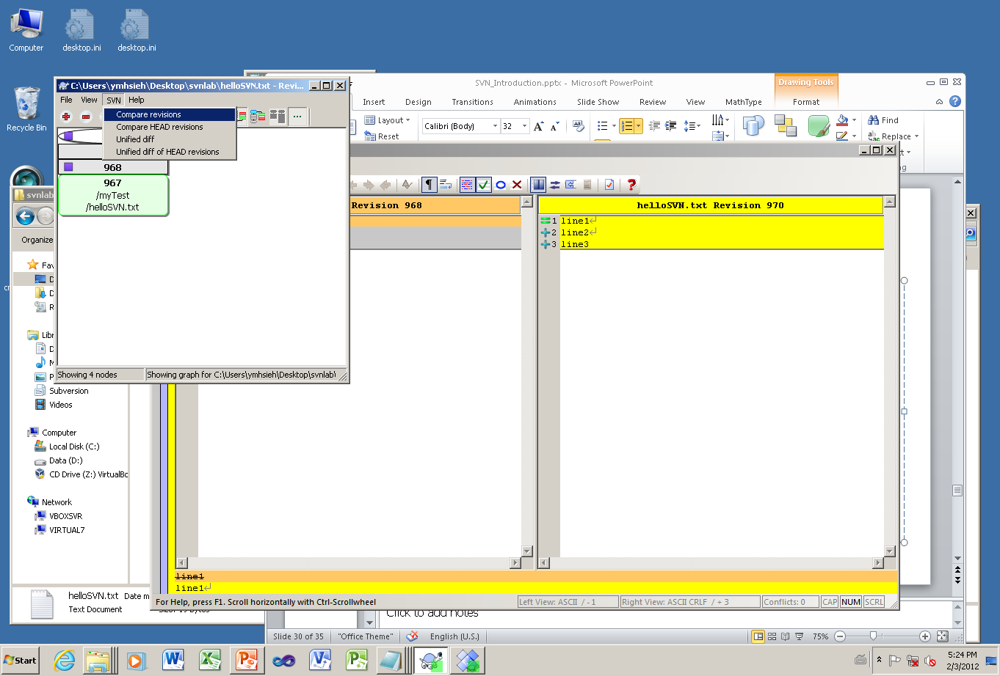 Computer
desktop.ini
desktop.ini
Recycle Bin
C:\Users\ymhsieh\Desktop\svnlab\helloSVN.txt - Revi...
File View SVN Help
Compare revisions
Compare HEAD revisions
Unified diff
Unified diff of HEAD revisions
968
967
/myTest
/helloSVN.txt
Showing 4 nodes
Showing graph for C:\Users\ymhsieh\Desktop\svnlab\
SVN_Introduction.pptx - Microsoft PowerPoint
Drawing Tools
Insert Design Transitions Animations Slide Show Review View MathType Format
Layout
Reset
Calibri (Body) 32
Find
Replace
Revision 968
helloSVN.txt Revision 970
1 line1
2 line2
3 line3
line1
line1
For Help, press F1. Scroll horizontally with Ctrl-Scrollwheel
Left View: ASCII / - 1
Right View: ASCII CRLF / + 3
Conflicts: 0
CAP NUM SCRL
svnlab
Organize
Fav
D
D
R
Libr
D
M
P
Subversion
Videos
Computer
Local Disk (C:)
Data (D:)
CD Drive (Z:) VirtualBo
Network
VBOXSVR
VIRTUAL7
helloSVN.txt Date m
Text Document
Click to add notes
Slide 30 of 35
"Office Theme"
English (U.S.)
75%
Start
5:24 PM
2/3/2012